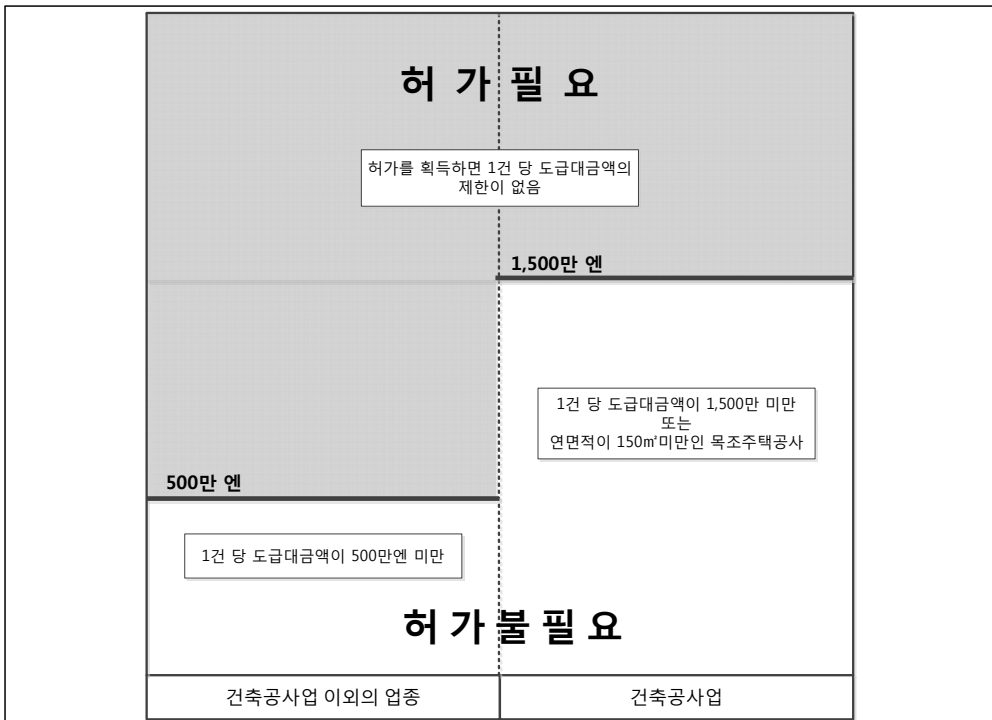 허 가 필 요
허가를 획득하면 1건 당 도급대금액의
제한이 없음
1,500만 엔
1건 당 도급대금액이 1,500만 미만
또는
연면적이 150㎡미만인 목조주택공사
500만 엔
1건 당 도급대금액이 500만엔 미만
허 가 불 필 요
건축공사업 이외의 업종
건축공사업